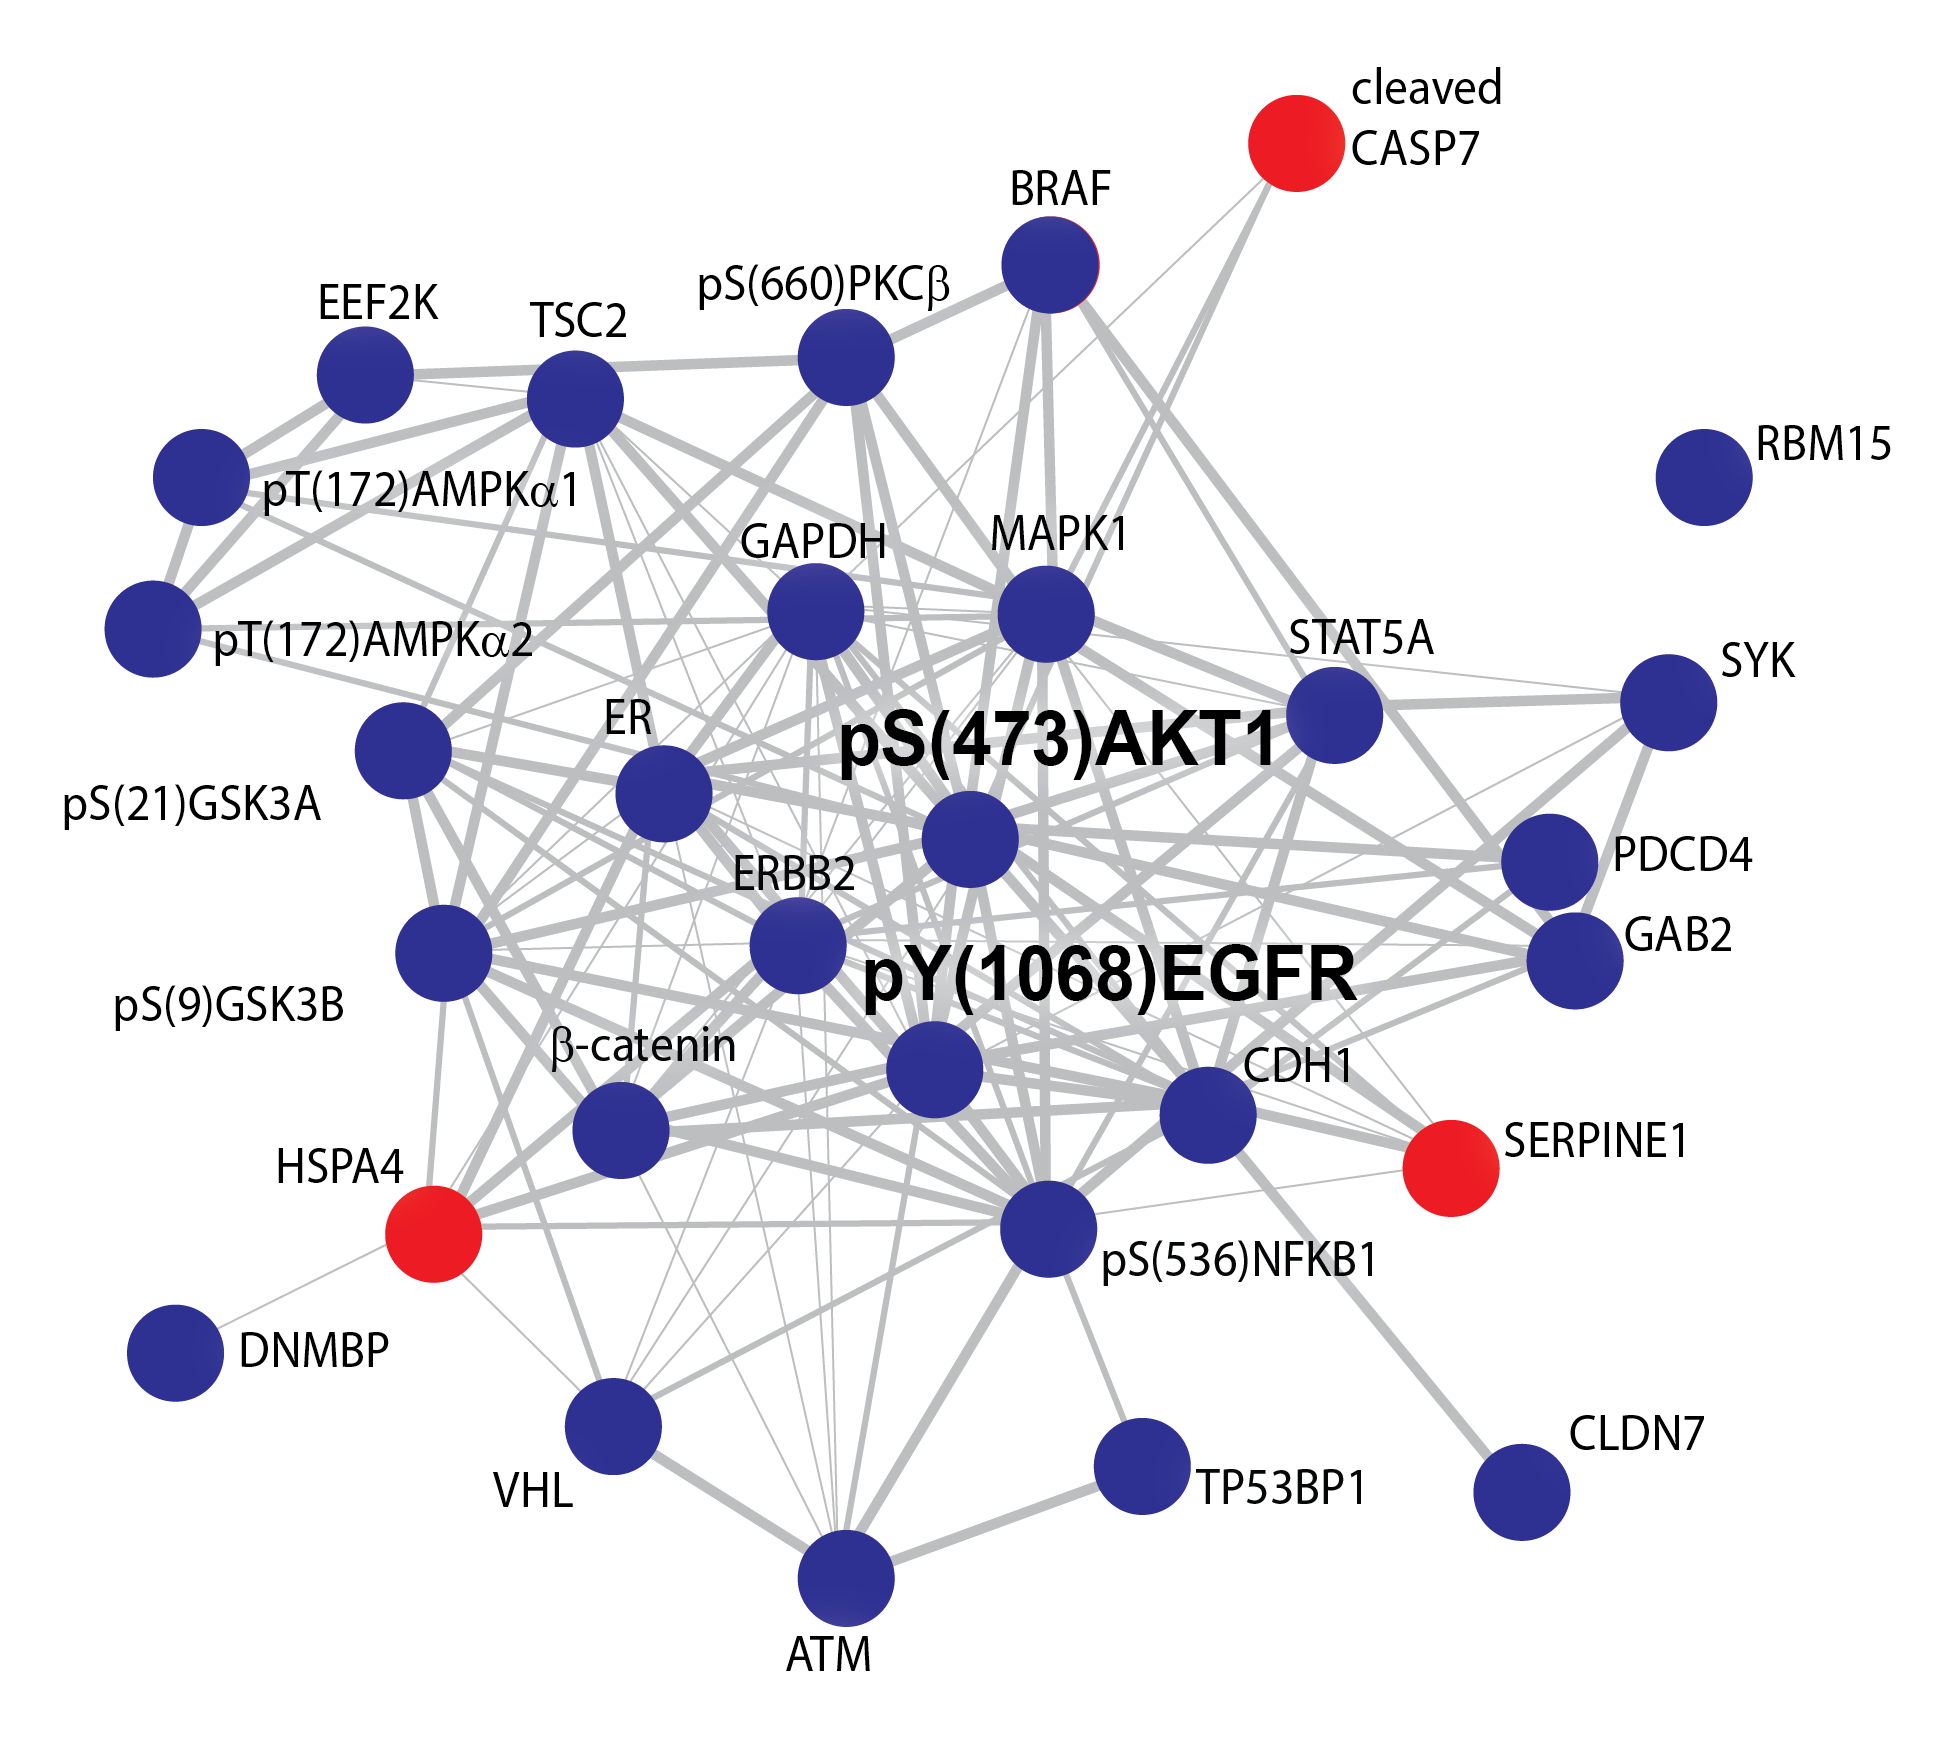 cleaved
CASP7
BRAF
pS(660)PKCβ
EEF2K
TSC2
RBM15
pT(172)AMPKα1
GAPDH
MAPK1
pT(172)AMPKα2
STAT5A
SYK
ER
pS(473)AKT1
pS(21)GSK3A
ERBB2
PDCD4
GAB2
pY(1068)EGFR
pS(9)GSK3B
β-catenin
CDH1
HSPA4
SERPINE1
pS(536)NFKB1
DNMBP
VHL
TP53BP1
CLDN7
ATM